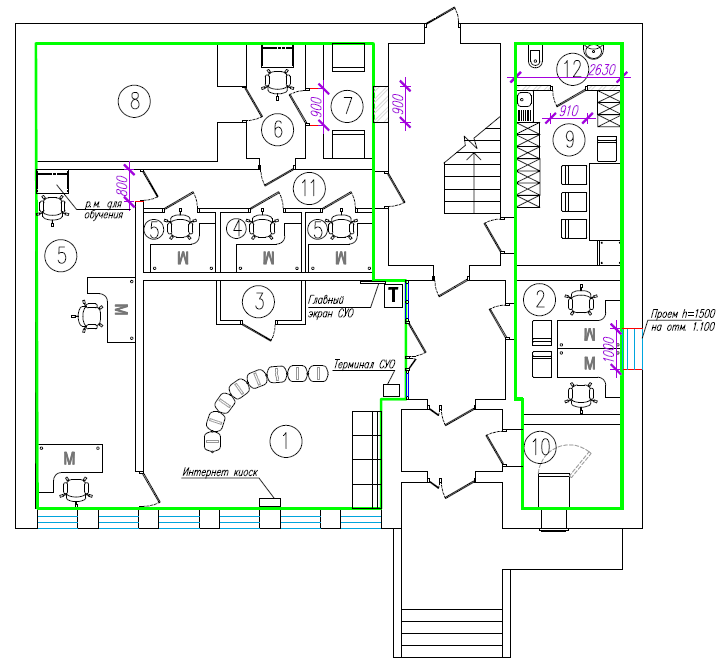 12
2630
8
6
900
7
900
910
9
800
11
р.м. для
обучения
5
4
5
М
М
М
5
М
3
Главный
экран СУО
Т
2
М
М
1000
Проем h=1500
на отм. 1.100
Терминал СУО
1
10
М
Интернет киоск